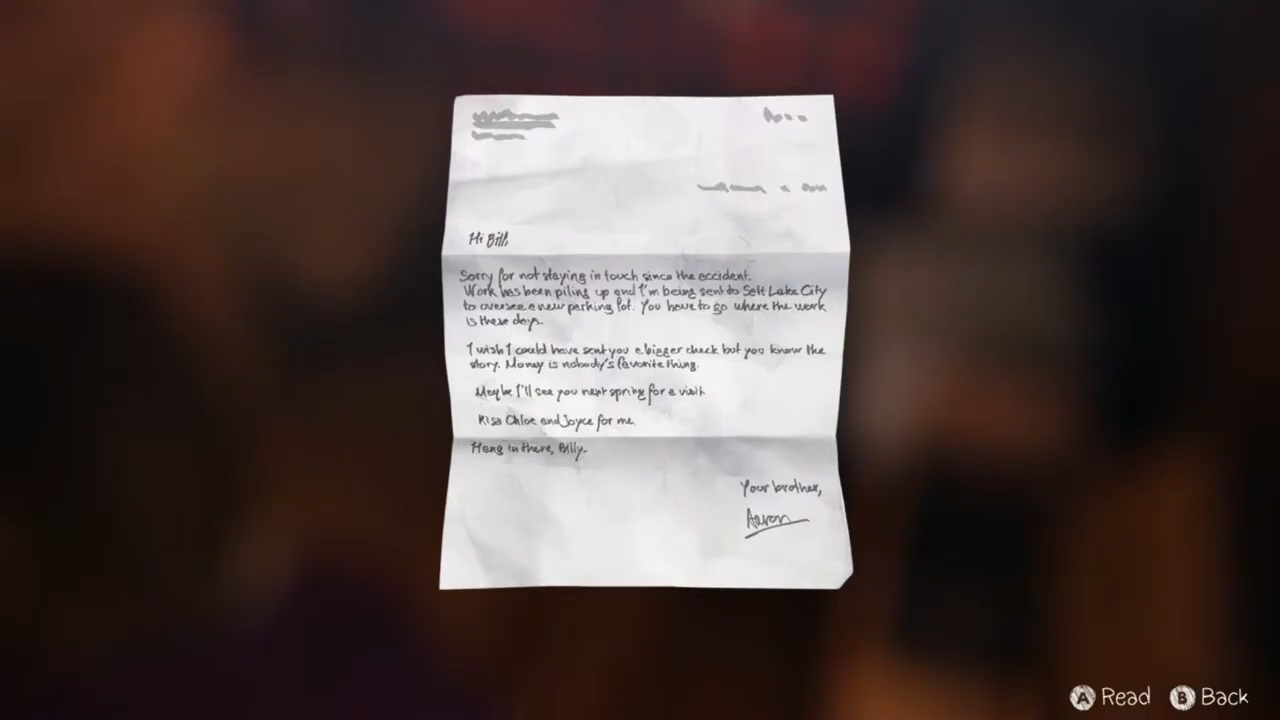 Hi Bill,
Sorry for not staying in touch since the accident.
Work has been piling up and I'm being sent to Salt Lake City
to oversee a new parking lot. You have to go where the work
is these days.
I wish I could have sent you a bigger check but you know the
story. Money is nobody's favorite thing.
Maybe I'll see you next spring for a visit.
Kiss Chloe and Joyce for me.
Hang in there, Billy.
Your brother,
Aaron
A Read B Back